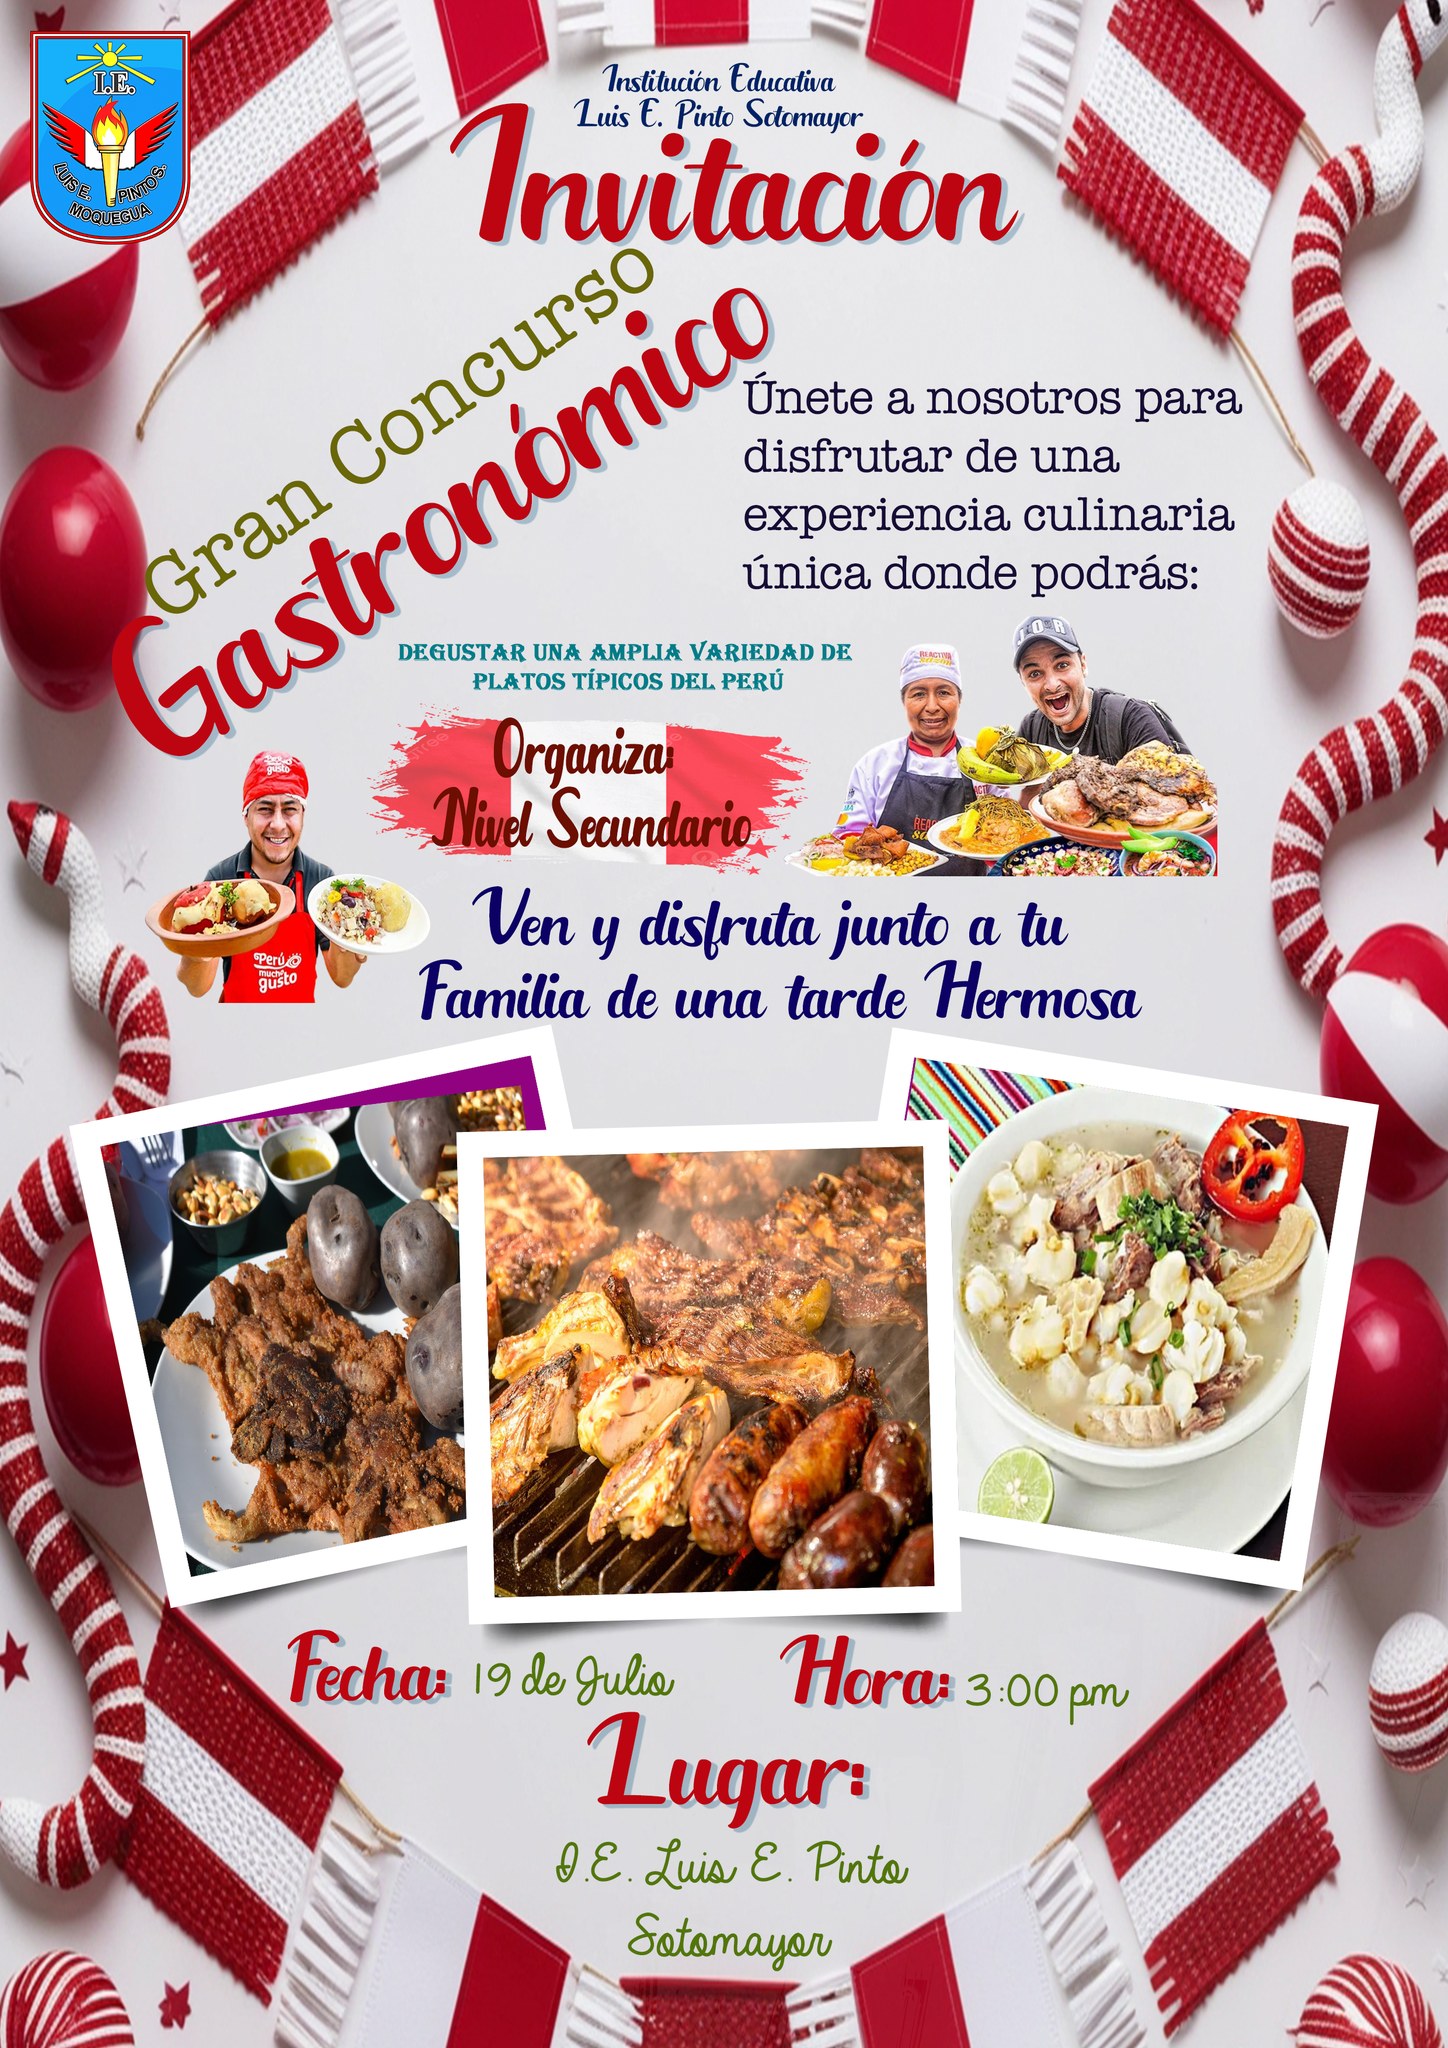 I.E.
LUIS E. PINTO S.
MOQUEGUA
Institución Educativa
Luis E. Pinto Sotomayor
Invitación
Gran Concurso
Gastronómico
Únete a nosotros para
disfrutar de una
experiencia culinaria
única donde podrás:
DEGUSTAR UNA AMPLIA VARIEDAD DE
PLATOS TÍPICOS DEL PERÚ
JOR
REACTIVA
Organiza:
Nivel Secundario
gusto
Perú
mucho
gusto
Ven y disfruta junto a tu
Familia de una tarde Hermosa
Fecha: 19 de Julio
Hora: 3:00 pm
Lugar:
I.E. Luis E. Pinto
Sotomayor